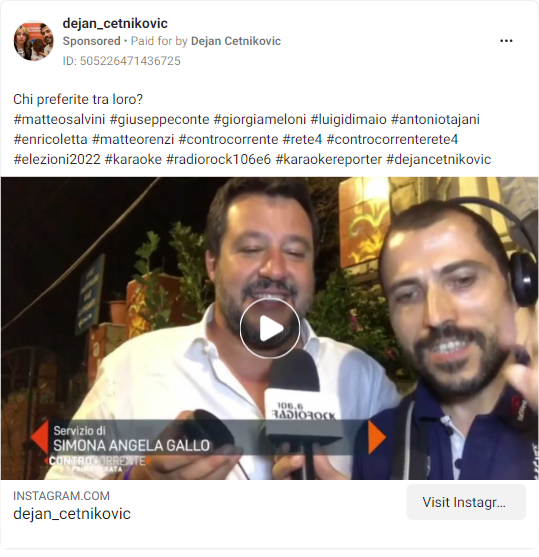 dejan_cetnikovic
Sponsored • Paid for by Dejan Cetnikovic
ID: 505226471436725
Chi preferite tra loro?
#matteosalvini #giuseppeconte #giorgiameloni #luigidimaio #antoniotajani
#enricoletta #matteorenzi #controcorrente #rete4 #controcorrenterete4
#elezioni2022 #karaoke #radiorock106e6 #karaokereporter #dejancetnikovic
106.6
RADIOROCK
Servizio di
SIMONA ANGELA GALLO
CONTROCORRENTE
INSTAGRAM.COM
dejan_cetnikovic
Visit Instagr...